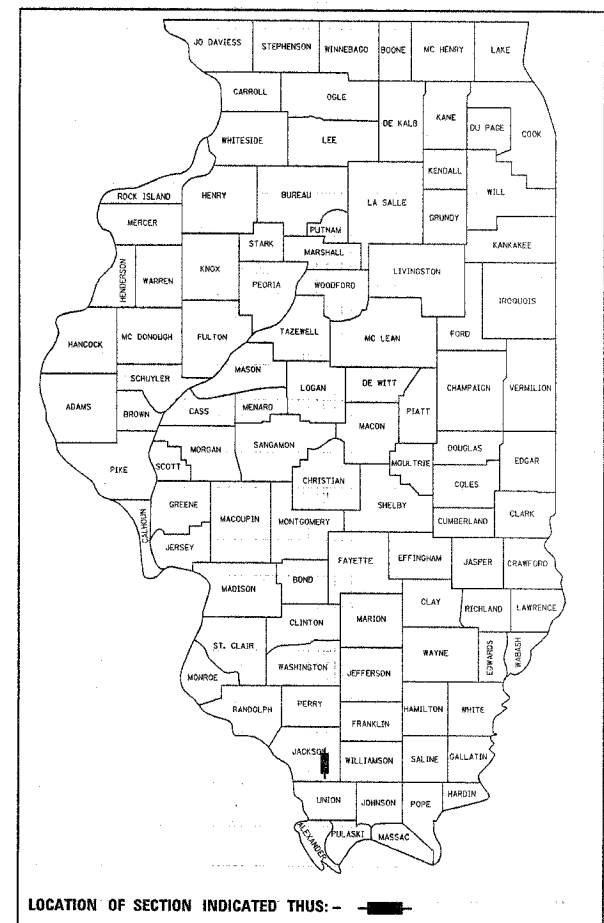 JO DAVIESS STEPHENSON WINNEBAGO BOONE MC HENRY LAKE
CARROLL OGLE DE KALB KANE DU PAGE COOK
WHITESIDE LEE
KENDALL WILL
ROCK ISLAND HENRY BUREAU LA SALLE GRUNDY
MERCER PUTNAM
STARK MARSHALL KANKAKEE
HENDERSON WARREN KNOX PEORIA WOODFORD LIVINGSTON IROQUOIS
HANCOCK MC DONOUGH FULTON TAZEWELL MC LEAN FORD
MASON
SCHUYLER LOGAN DE WITT CHAMPAIGN VERMILION
ADAMS BROWN CASS MENARD PIATT
MACON
MORGAN SANGAMON DOUGLAS EDGAR
PIKE SCOTT CHRISTIAN MOULTRIE COLES
GREENE SHELBY
CALHOUN MACOUPIN MONTGOMERY CUMBERLAND CLARK
JERSEY
FAYETTE EFFINGHAM JASPER CRAWFORD
MADISON BOND
CLAY RICHLAND LAWRENCE
CLINTON MARION
ST. CLAIR WAYNE EDWARDS WABASH
WASHINGTON JEFFERSON
MONROE
RANDOLPH PERRY HAMILTON WHITE
FRANKLIN
JACKSON WILLIAMSON SALINE GALLATIN
UNION JOHNSON POPE HARDIN
ALEXANDER PULASKI MASSAC
LOCATION OF SECTION INDICATED THUS: -